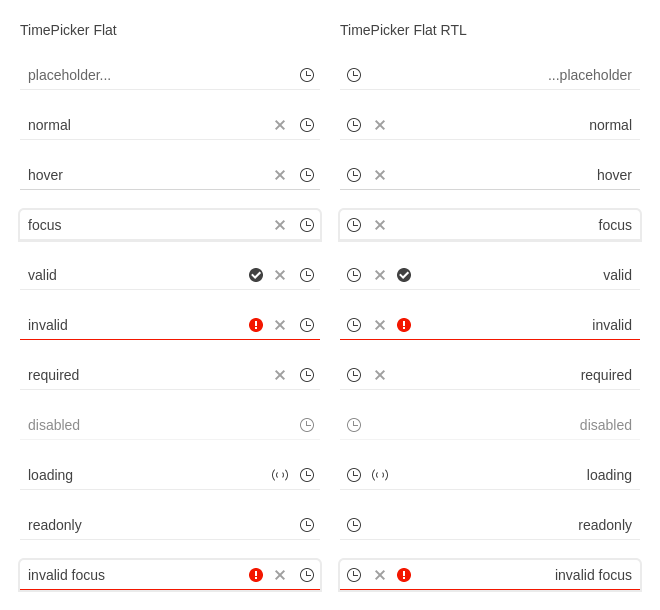 TimePicker Flat
placeholder...
normal
hover
focus
valid
invalid
required
disabled
loading
readonly
invalid focus
TimePicker Flat RTL
...placeholder
normal
hover
focus
valid
invalid
required
disabled
loading
readonly
invalid focus